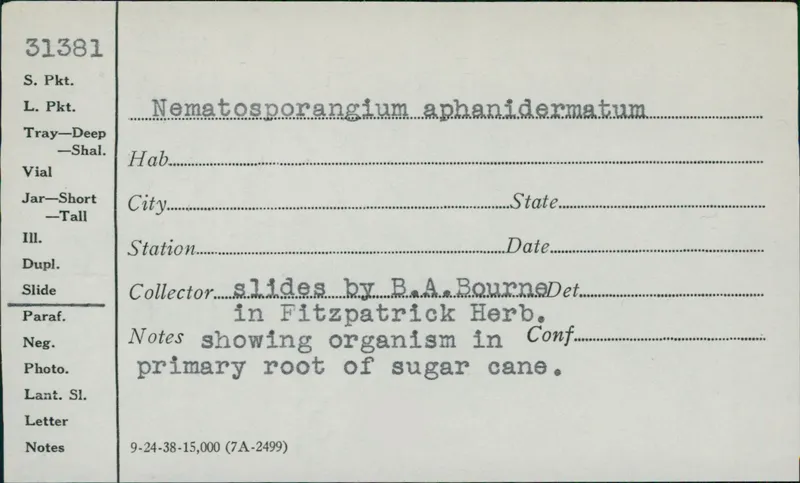 31381
S. Pkt.
L. Pkt.
Tray—Deep
—Shal.
Vial
Jar—Short
—Tall
Ill.
Dupl.
Slide
Paraf.
Neg.
Photo.
Lant. Sl.
Letter
Notes
Nematosporangium aphanidermatum
Hab.
City State
Station Date
Collector slides by B.A.Bourne Det.
in Fitzpatrick Herb.
Notes showing organism in Conf.
primary root of sugar cane.
9-24-38-15,000 (7A-2499)